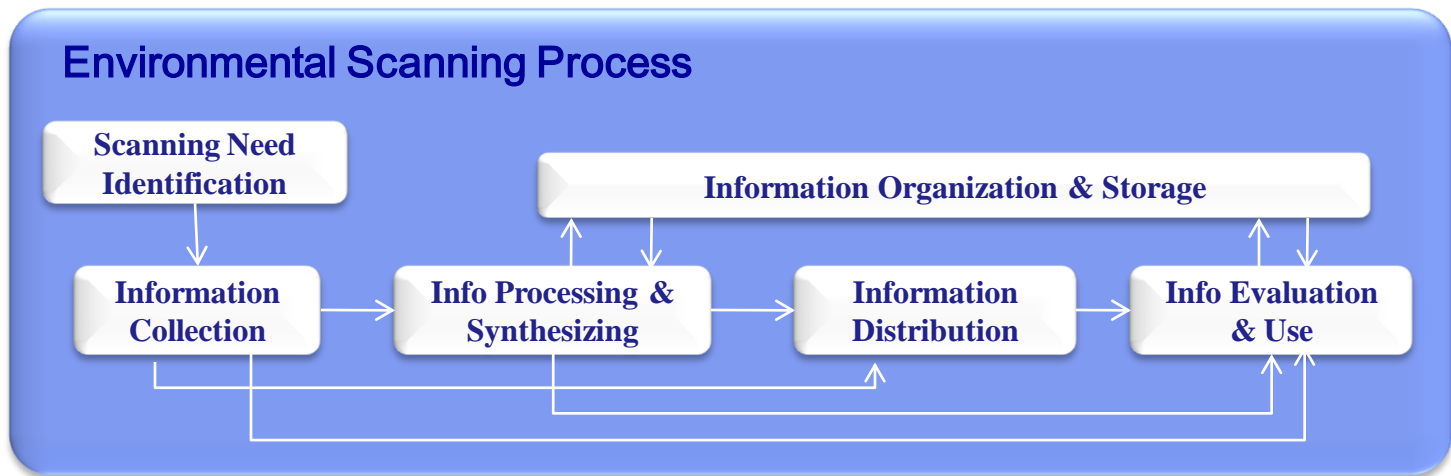 Environmental Scanning Process
Scanning Need
Identification
Information Organization & Storage
Information
Collection
Info Processing &
Synthesizing
Information
Distribution
Info Evaluation
& Use